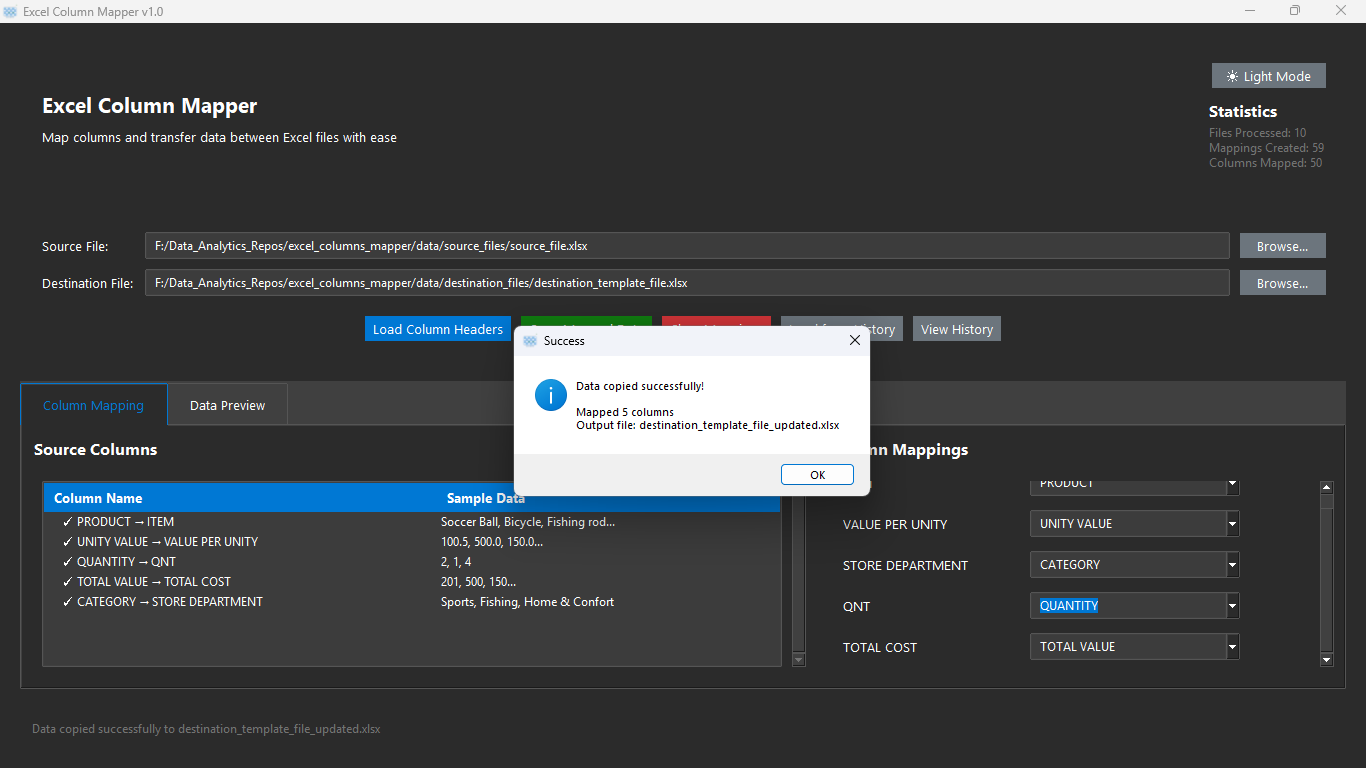 Excel Column Mapper v1.0
Light Mode
Excel Column Mapper
Map columns and transfer data between Excel files with ease
Statistics
Files Processed: 10
Mappings Created: 59
Columns Mapped: 50
Source File:
F:/Data_Analytics_Repos/excel_columns_mapper/data/source_files/source_file.xlsx
Browse...
Destination File:
F:/Data_Analytics_Repos/excel_columns_mapper/data/destination_files/destination_template_file.xlsx
Browse...
Load Column Headers
View History
Success
Data copied successfully!
Mapped 5 columns
Output file: destination_template_file_updated.xlsx
OK
Column Mapping
Data Preview
Source Columns
Mappings
Column Name
Sample Data
✓ PRODUCT → ITEM
Soccer Ball, Bicycle, Fishing rod...
✓ UNITY VALUE → VALUE PER UNITY
100.5, 500.0, 150.0...
✓ QUANTITY → QNT
2, 1, 4
✓ TOTAL VALUE → TOTAL COST
201, 500, 150...
✓ CATEGORY → STORE DEPARTMENT
Sports, Fishing, Home & Confort
PRODUCT
VALUE PER UNITY
UNITY VALUE
STORE DEPARTMENT
CATEGORY
QNT
QUANTITY
TOTAL COST
TOTAL VALUE
Data copied successfully to destination_template_file_updated.xlsx